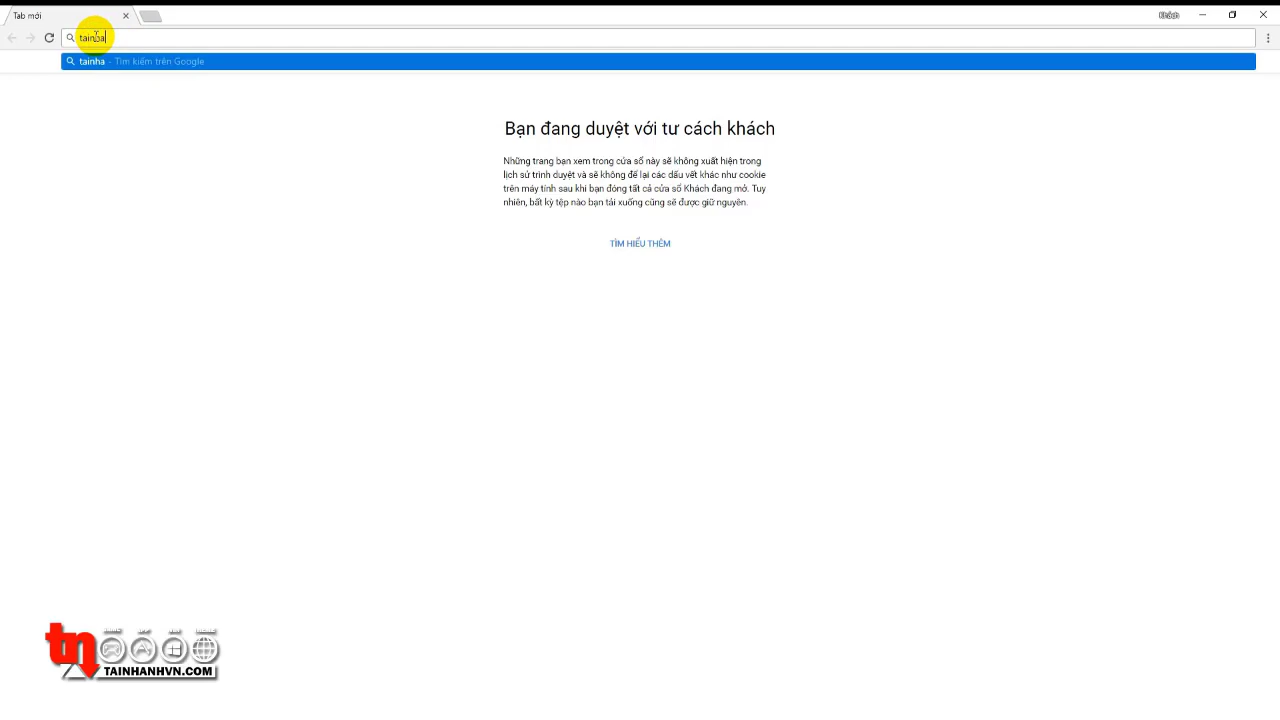 Tab mới
Khách
tainha
tainha - Tìm kiếm trên Google
Bạn đang duyệt với tư cách khách
Những trang bạn xem trong cửa sổ này sẽ không xuất hiện trong
lịch sử trình duyệt và sẽ không để lại các dấu vết khác như cookie
trên máy tính sau khi bạn đóng tất cả cửa sổ Khách đang mở. Tuy
nhiên, bất kỳ tệp nào bạn tải xuống cũng sẽ được giữ nguyên.
TÌM HIỂU THÊM
tn
TAINHANHVN.COM